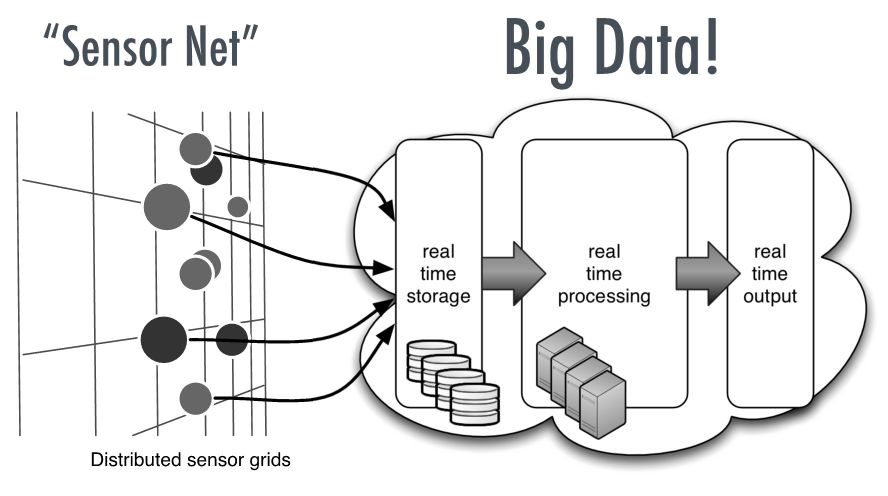 “Sensor Net”
Big Data!
real
time
storage
real
time
processing
real
time
output
Distributed sensor grids